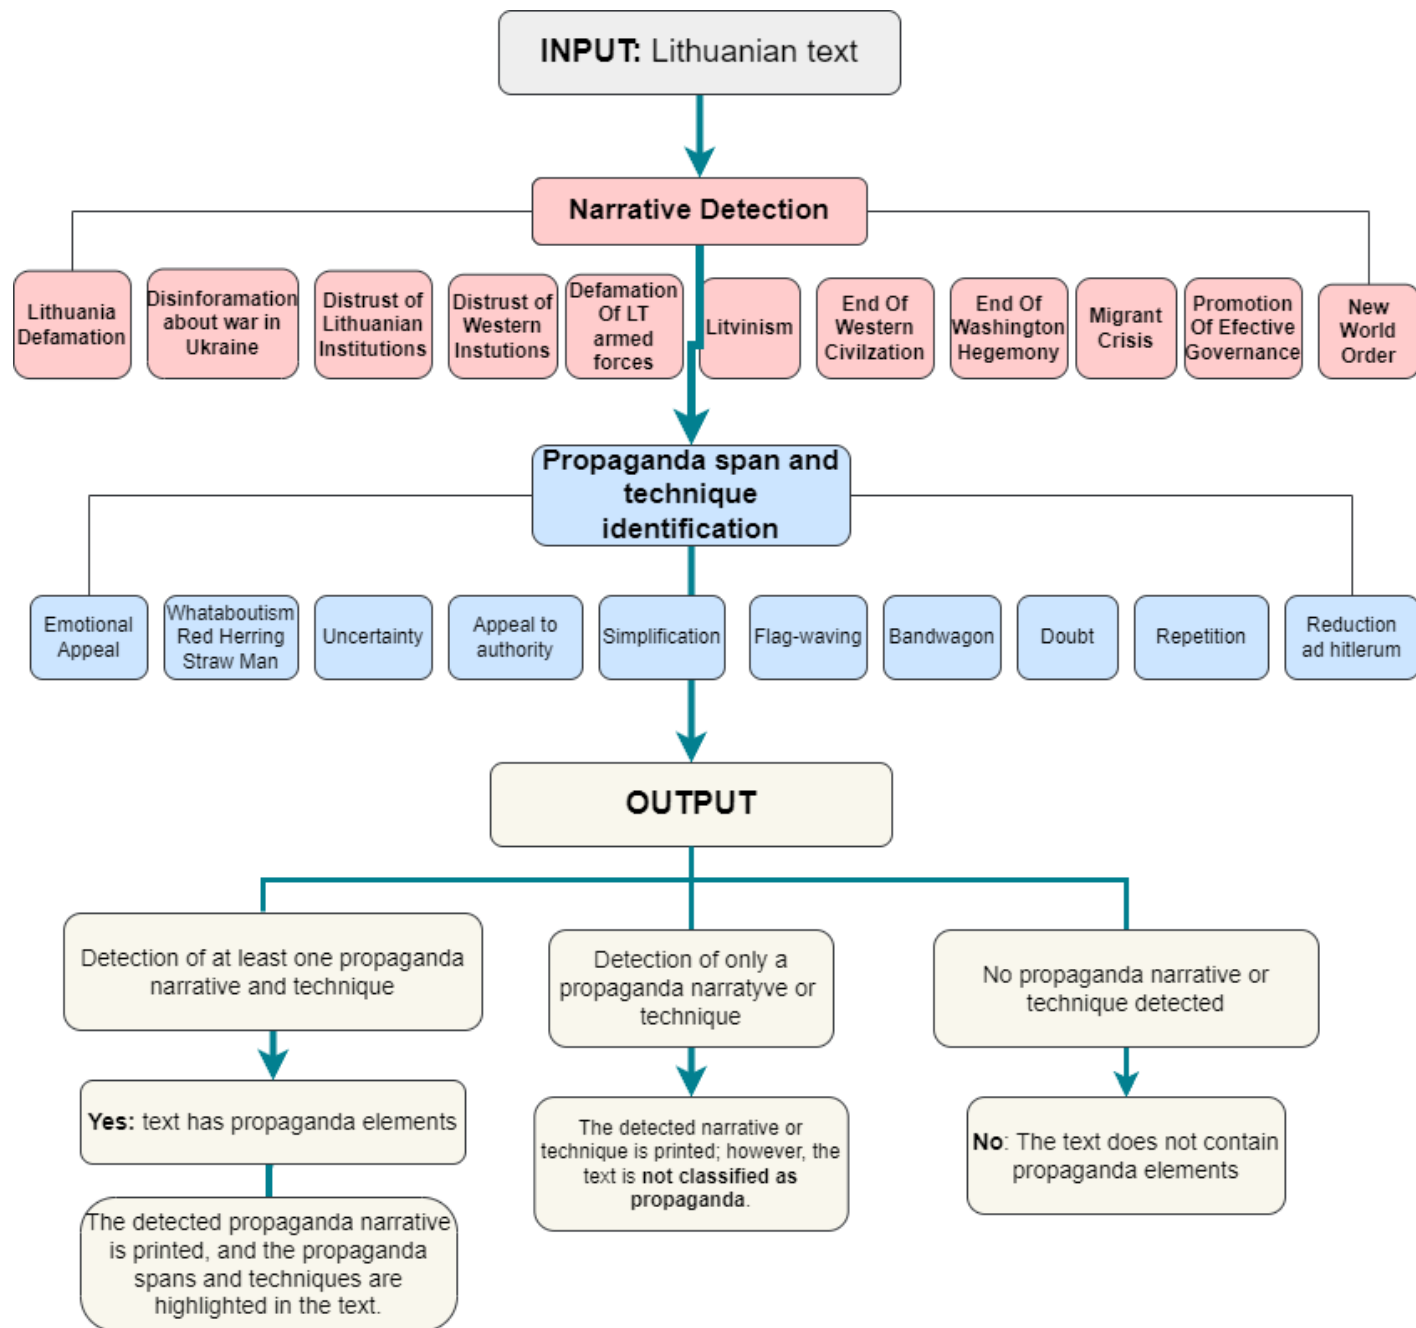 INPUT: Lithuanian text
Narrative Detection
Lithuania
Defamation
Disinforamation
about war in
Ukraine
Distrust of
Lithuanian
Institutions
Distrust of
Western
Instutions
Defamation
Of LT
armed
forces
Litvinism
End Of
Western
Civilzation
End Of
Washington
Hegemony
Migrant
Crisis
Promotion
Of Efective
Governance
New
World
Order
Propaganda span and
technique
identification
Emotional
Appeal
Whataboutism
Red Herring
Straw Man
Uncertainty
Appeal to
authority
Simplification
Flag-waving
Bandwagon
Doubt
Repetition
Reduction
ad hitlerum
OUTPUT
Detection of at least one propaganda
narrative and technique
Detection of only a
propaganda narratyve or
technique
No propaganda narrative or
technique detected
Yes: text has propaganda elements
The detected narrative or
technique is printed; however, the
text is not classified as
propaganda.
No: The text does not contain
propaganda elements
The detected propaganda narrative
is printed, and the propaganda
spans and techniques are
highlighted in the text.